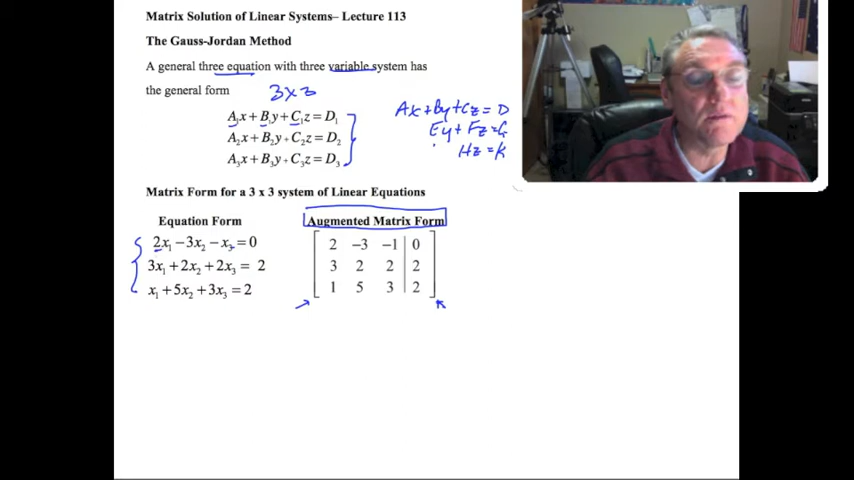 Matrix Solution of Linear Systems– Lecture 113
The Gauss-Jordan Method
A general three equation with three variable system has
the general form 3x3
A₁x + B₁y + C₁z = D₁
A₂x + B₂y + C₂z = D₂
A₃x + B₃y + C₃z = D₃
Ax + By + Cz = D
Ey + Fz = G
Hz = K
Matrix Form for a 3 x 3 system of Linear Equations
Equation Form
2x₁ − 3x₂ − x₃ = 0
3x₁ + 2x₂ + 2x₃ = 2
x₁ + 5x₂ + 3x₃ = 2
Augmented Matrix Form
2 −3 −1 0
3 2 2 2
1 5 3 2